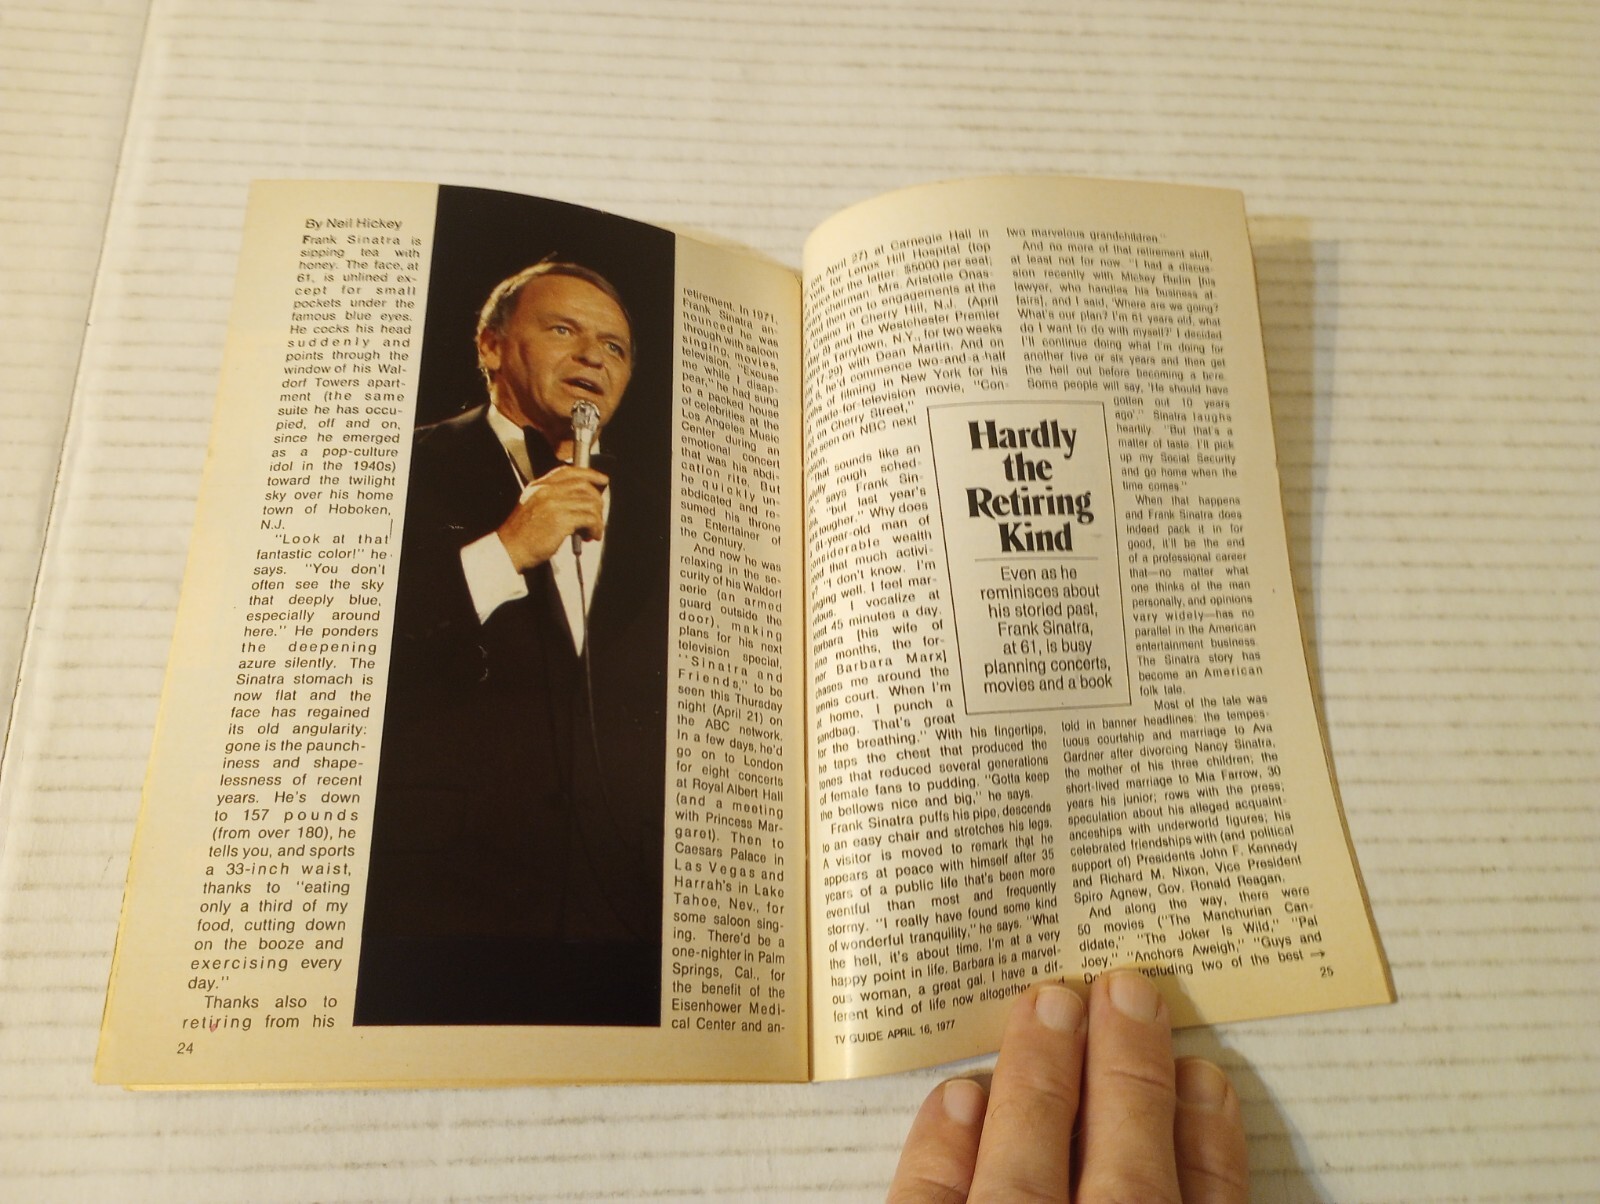 By Neil Hickey
Frank Sinatra is
sipping tea with
honey. The face, at
61, is unlined ex-
cept for small
pockets under the
famous blue eyes.
He cocks his head
suddenly and
points through the
window of his Wal-
dorf Towers apart-
ment (the same
suite he has occu-
pied, off and on,
since he emerged
as a pop-culture
idol in the 1940s)
toward the twilight
sky over his home
town of Hoboken,
N.J.
"Look at that
fantastic color!" he
says. "You don't
often see the sky
that deeply blue,
especially around
here." He ponders
the deepening
azure silently. The
Sinatra stomach is
now flat and the
face has regained
its old angularity;
gone is the paunch-
iness and shape-
lessness of recent
years. He's down
to 157 pounds
(from over 180), he
tells you, and sports
a 33-inch waist,
thanks to "eating
only a third of my
food, cutting down
on the booze and
exercising every
day."
Thanks also to
retiring from his
24
retirement. In 1971,
Frank Sinatra an-
nounced he was
through with saloon
singing, movies,
television. "Excuse
me while I disap-
pear," he had sung
to a packed house
of celebrities at the
Los Angeles Music
Center during an
emotional concert
that was his abdi-
cation rite. But
he quickly un-
abdicated and re-
sumed his throne
as Entertainer of
the Century.
And now he was
relaxing in the se-
curity of his Waldorf
aerie (an armed
guard outside the
door), making
plans for his next
television special,
"Sinatra and
Friends," to be
seen this Thursday
night (April 21) on
the ABC network.
In a few days, he'd
go on to London
for eight concerts
at Royal Albert Hall
(and a meeting
with Princess Mar-
garet). Then to
Caesars Palace in
Las Vegas and
Harrah's in Lake
Tahoe, Nev., for
some saloon sing-
ing. There'd be a
one-nighter in Palm
Springs, Cal., for
the benefit of the
Eisenhower Medi-
cal Center and an-
on April 27) at Carnegie Hall in
for Lenox Hill Hospital (top
price for the latter: $5000 per seat;
chairman: Mrs. Aristotle Onas-
and then on to engagements at the
Casino in Cherry Hill, N.J. (April
and the Westchester Premier
Tarrytown, N.Y., for two weeks
17-29) with Dean Martin. And on
he'd commence two-and-a-half
of filming in New York for his
made-for-television movie, "Con-
on Cherry Street,"
be seen on NBC next
"That sounds like an
rough sched-
says Frank Sin-
"but last year's
tougher." Why does
61-year-old man of
considerable wealth
need that much activi-
"I don't know. I'm
singing well. I feel mar-
I vocalize at
45 minutes a day.
Barbara [his wife of
nine months, the for-
mer Barbara Marx]
chases me around the
tennis court. When I'm
at home, I punch a
sandbag. That's great
for the breathing." With his fingertips,
he taps the chest that produced the
tones that reduced several generations
of female fans to pudding. "Gotta keep
the bellows nice and big," he says.
Frank Sinatra puffs his pipe, descends
to an easy chair and stretches his legs.
A visitor is moved to remark that he
appears at peace with himself after 35
years of a public life that's been more
eventful than most and frequently
stormy. "I really have found some kind
of wonderful tranquility," he says. "What
the hell, it's about time. I'm at a very
happy point in life. Barbara is a marvel-
ous woman, a great gal. I have a dif-
ferent kind of life now altogether
TV GUIDE APRIL 16, 1977
Hardly
the
Retiring
Kind
Even as he
reminisces about
his storied past,
Frank Sinatra,
at 61, is busy
planning concerts,
movies and a book
two marvelous grandchildren."
And no more of that retirement stuff,
at least not for now. "I had a discus-
sion recently with Mickey Rudin [his
lawyer, who handles his business af-
fairs], and I said, 'Where are we going?
What's our plan? I'm 61 years old, what
do I want to do with myself?' I decided
I'll continue doing what I'm doing for
another five or six years and then get
the hell out before becoming a bore.
Some people will say, 'He should have
gotten out 10 years
ago'." Sinatra laughs
heartily. "But that's a
matter of taste. I'll pick
up my Social Security
and go home when the
time comes."
When that happens
and Frank Sinatra does
indeed pack it in for
good, it'll be the end
of a professional career
that—no matter what
one thinks of the man
personally, and opinions
vary widely—has no
parallel in the American
entertainment business.
The Sinatra story has
become an American
folk tale.
Most of the tale was
told in banner headlines: the tempes-
tuous courtship and marriage to Ava
Gardner after divorcing Nancy Sinatra,
the mother of his three children; the
short-lived marriage to Mia Farrow, 30
years his junior; rows with the press;
speculation about his alleged acquaint-
anceships with underworld figures; his
celebrated friendships with (and political
support of) Presidents John F. Kennedy
and Richard M. Nixon, Vice President
Spiro Agnew, Gov. Ronald Reagan.
And along the way, there were
50 movies ("The Manchurian Can-
didate," "The Joker Is Wild," "Pal
Joey," "Anchors Aweigh," "Guys and
including two of the best →
25